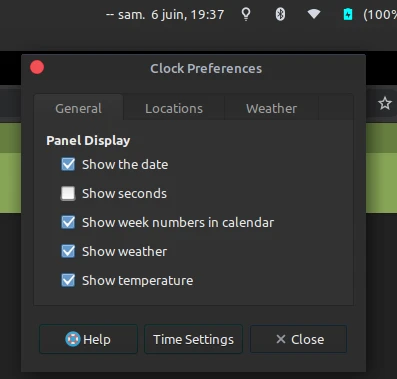 -- sam. 6 juin, 19:37 (100%
Clock Preferences
General Locations Weather
Panel Display
Show the date
Show seconds
Show week numbers in calendar
Show weather
Show temperature
Help Time Settings Close